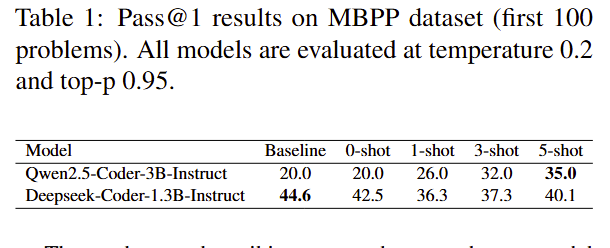 Table 1: Pass@1 results on MBPP dataset (first 100
problems). All models are evaluated at temperature 0.2
and top-p 0.95.
Model Baseline 0-shot 1-shot 3-shot 5-shot
Qwen2.5-Coder-3B-Instruct 20.0 20.0 26.0 32.0 35.0
Deepseek-Coder-1.3B-Instruct 44.6 42.5 36.3 37.3 40.1